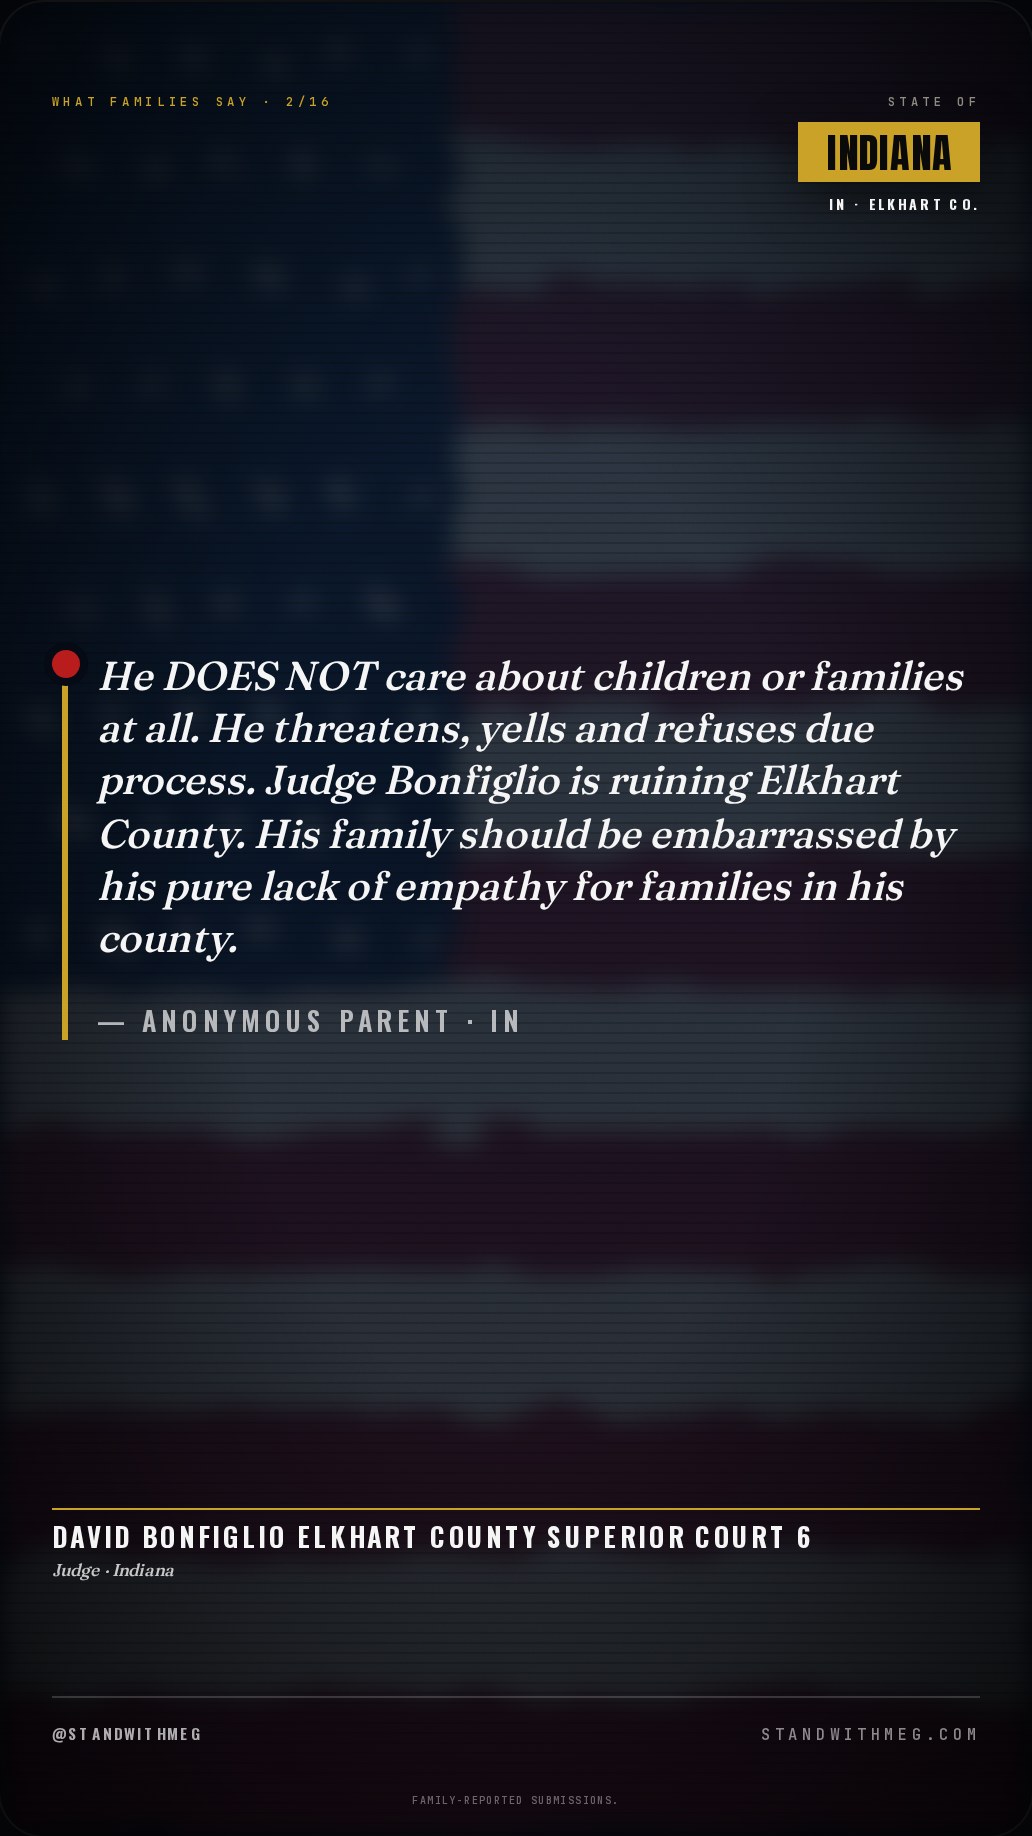 WHAT FAMILIES SAY · 2/16
STATE OF
INDIANA
IN · ELKHART CO.
He DOES NOT care about children or families
at all. He threatens, yells and refuses due
process. Judge Bonfiglio is ruining Elkhart
County. His family should be embarrassed by
his pure lack of empathy for families in his
county.
— ANONYMOUS PARENT · IN
DAVID BONFIGLIO ELKHART COUNTY SUPERIOR COURT 6
Judge · Indiana
@STANDWITHMEG
STANDWITHMEG.COM
FAMILY-REPORTED SUBMISSIONS.